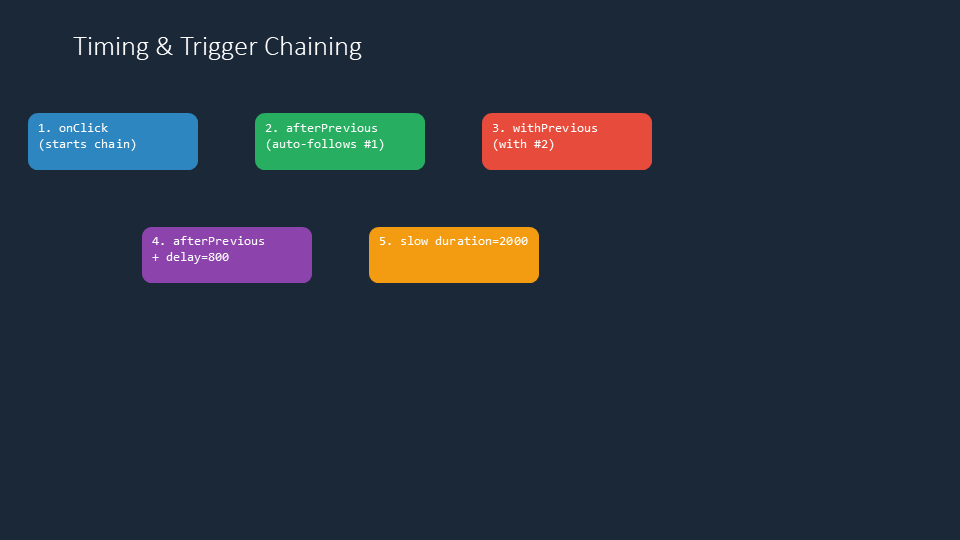 Timing & Trigger Chaining
1. onClick
(starts chain)
2. afterPrevious
(auto-follows #1)
3. withPrevious
(with #2)
4. afterPrevious
+ delay=800
5. slow duration=2000